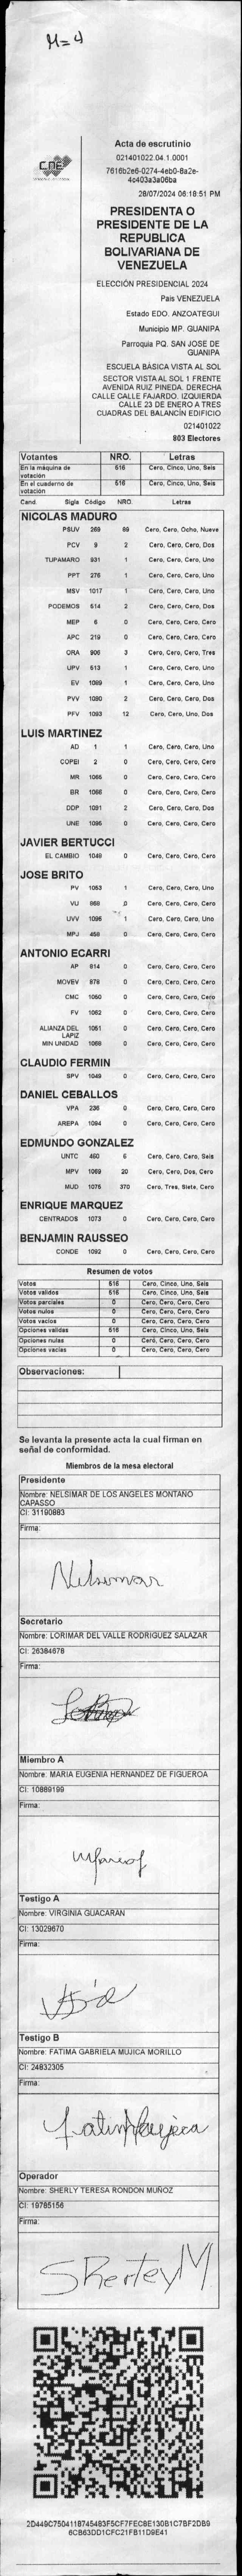 M=4
CNE
Acta de escrutinio
021401022.04.1.0001
7616b2e6-0274-4eb0-8a2e-
4c403a3a06ba
28/07/2024 06:18:51 PM
PRESIDENTA O
PRESIDENTE DE LA
REPUBLICA
BOLIVARIANA DE
VENEZUELA
ELECCIÓN PRESIDENCIAL 2024
Pais VENEZUELA
Estado EDO. ANZOATEGUI
Municipio MP. GUANIPA
Parroquia PQ. SAN JOSE DE
GUANIPA
ESCUELA BÁSICA VISTA AL SOL
SECTOR VISTA AL SOL 1 FRENTE
AVENIDA RUIZ PINEDA. DERECHA
CALLE CALLE FAJARDO. IZQUIERDA
CALLE 23 DE ENERO A TRES
CUADRAS DEL BALANCÍN EDIFICIO
021401022
803 Electores
Votantes NRO. Letras
En la máquina de votación 516 Cero, Cinco, Uno, Seis
En el cuaderno de votación 516 Cero, Cinco, Uno, Seis
Cand. Sigla Código NRO. Letras
NICOLAS MADURO
PSUV 269 89 Cero, Cero, Ocho, Nueve
PCV 9 2 Cero, Cero, Cero, Dos
TUPAMARO 931 1 Cero, Cero, Cero, Uno
PPT 276 1 Cero, Cero, Cero, Uno
MSV 1017 1 Cero, Cero, Cero, Uno
PODEMOS 514 2 Cero, Cero, Cero, Dos
MEP 6 0 Cero, Cero, Cero, Cero
APC 219 0 Cero, Cero, Cero, Cero
ORA 906 3 Cero, Cero, Cero, Tres
UPV 513 1 Cero, Cero, Cero, Uno
EV 1089 1 Cero, Cero, Cero, Uno
PVV 1090 2 Cero, Cero, Cero, Dos
PFV 1093 12 Cero, Cero, Uno, Dos
LUIS MARTINEZ
AD 1 1 Cero, Cero, Cero, Uno
COPEI 2 0 Cero, Cero, Cero, Cero
MR 1065 0 Cero, Cero, Cero, Cero
BR 1066 0 Cero, Cero, Cero, Cero
DDP 1091 2 Cero, Cero, Cero, Dos
UNE 1095 0 Cero, Cero, Cero, Cero
JAVIER BERTUCCI
EL CAMBIO 1048 0 Cero, Cero, Cero, Cero
JOSE BRITO
PV 1053 1 Cero, Cero, Cero, Uno
VU 868 0 Cero, Cero, Cero, Cero
UVV 1096 1 Cero, Cero, Cero, Uno
MPJ 458 0 Cero, Cero, Cero, Cero
ANTONIO ECARRI
AP 814 0 Cero, Cero, Cero, Cero
MOVEV 878 0 Cero, Cero, Cero, Cero
CMC 1050 0 Cero, Cero, Cero, Cero
FV 1062 0 Cero, Cero, Cero, Cero
ALIANZA DEL LAPIZ 1051 0 Cero, Cero, Cero, Cero
MIN UNIDAD 1068 0 Cero, Cero, Cero, Cero
CLAUDIO FERMIN
SPV 1049 0 Cero, Cero, Cero, Cero
DANIEL CEBALLOS
VPA 236 0 Cero, Cero, Cero, Cero
AREPA 1094 0 Cero, Cero, Cero, Cero
EDMUNDO GONZALEZ
UNTC 460 6 Cero, Cero, Cero, Seis
MPV 1069 20 Cero, Cero, Dos, Cero
MUD 1075 370 Cero, Tres, Siete, Cero
ENRIQUE MARQUEZ
CENTRADOS 1073 0 Cero, Cero, Cero, Cero
BENJAMIN RAUSSEO
CONDE 1092 0 Cero, Cero, Cero, Cero
Resumen de votos
Votos 516 Cero, Cinco, Uno, Seis
Votos validos 516 Cero, Cinco, Uno, Seis
Votos parciales 0 Cero, Cero, Cero, Cero
Votos nulos 0 Cero, Cero, Cero, Cero
Votos vacios 0 Cero, Cero, Cero, Cero
Opciones validas 516 Cero, Cinco, Uno, Seis
Opciones nulas 0 Cero, Cero, Cero, Cero
Opciones vacias 0 Cero, Cero, Cero, Cero
Observaciones:
Se levanta la presente acta la cual firman en
señal de conformidad.
Miembros de la mesa electoral
Presidente
Nombre: NELSIMAR DE LOS ANGELES MONTAÑO
CAPASSO
CI: 31190883
Firma:
Nelsimar
Secretario
Nombre: LORIMAR DEL VALLE RODRIGUEZ SALAZAR
CI: 26384678
Firma:
Miembro A
Nombre: MARIA EUGENIA HERNANDEZ DE FIGUEROA
CI: 10889199
Firma:
Testigo A
Nombre: VIRGINIA GUACARAN
CI: 13029670
Firma:
Testigo B
Nombre: FATIMA GABRIELA MUJICA MORILLO
CI: 24832305
Firma:
Fatima Mujica
Operador
Nombre: SHERLY TERESA RONDON MUÑOZ
CI: 19785156
Firma:
SHerleyM
2D449C7504118745483F5CF7FEC8E130B1C7BF2DB9
6CB63DD1CFC21FB11D9E41